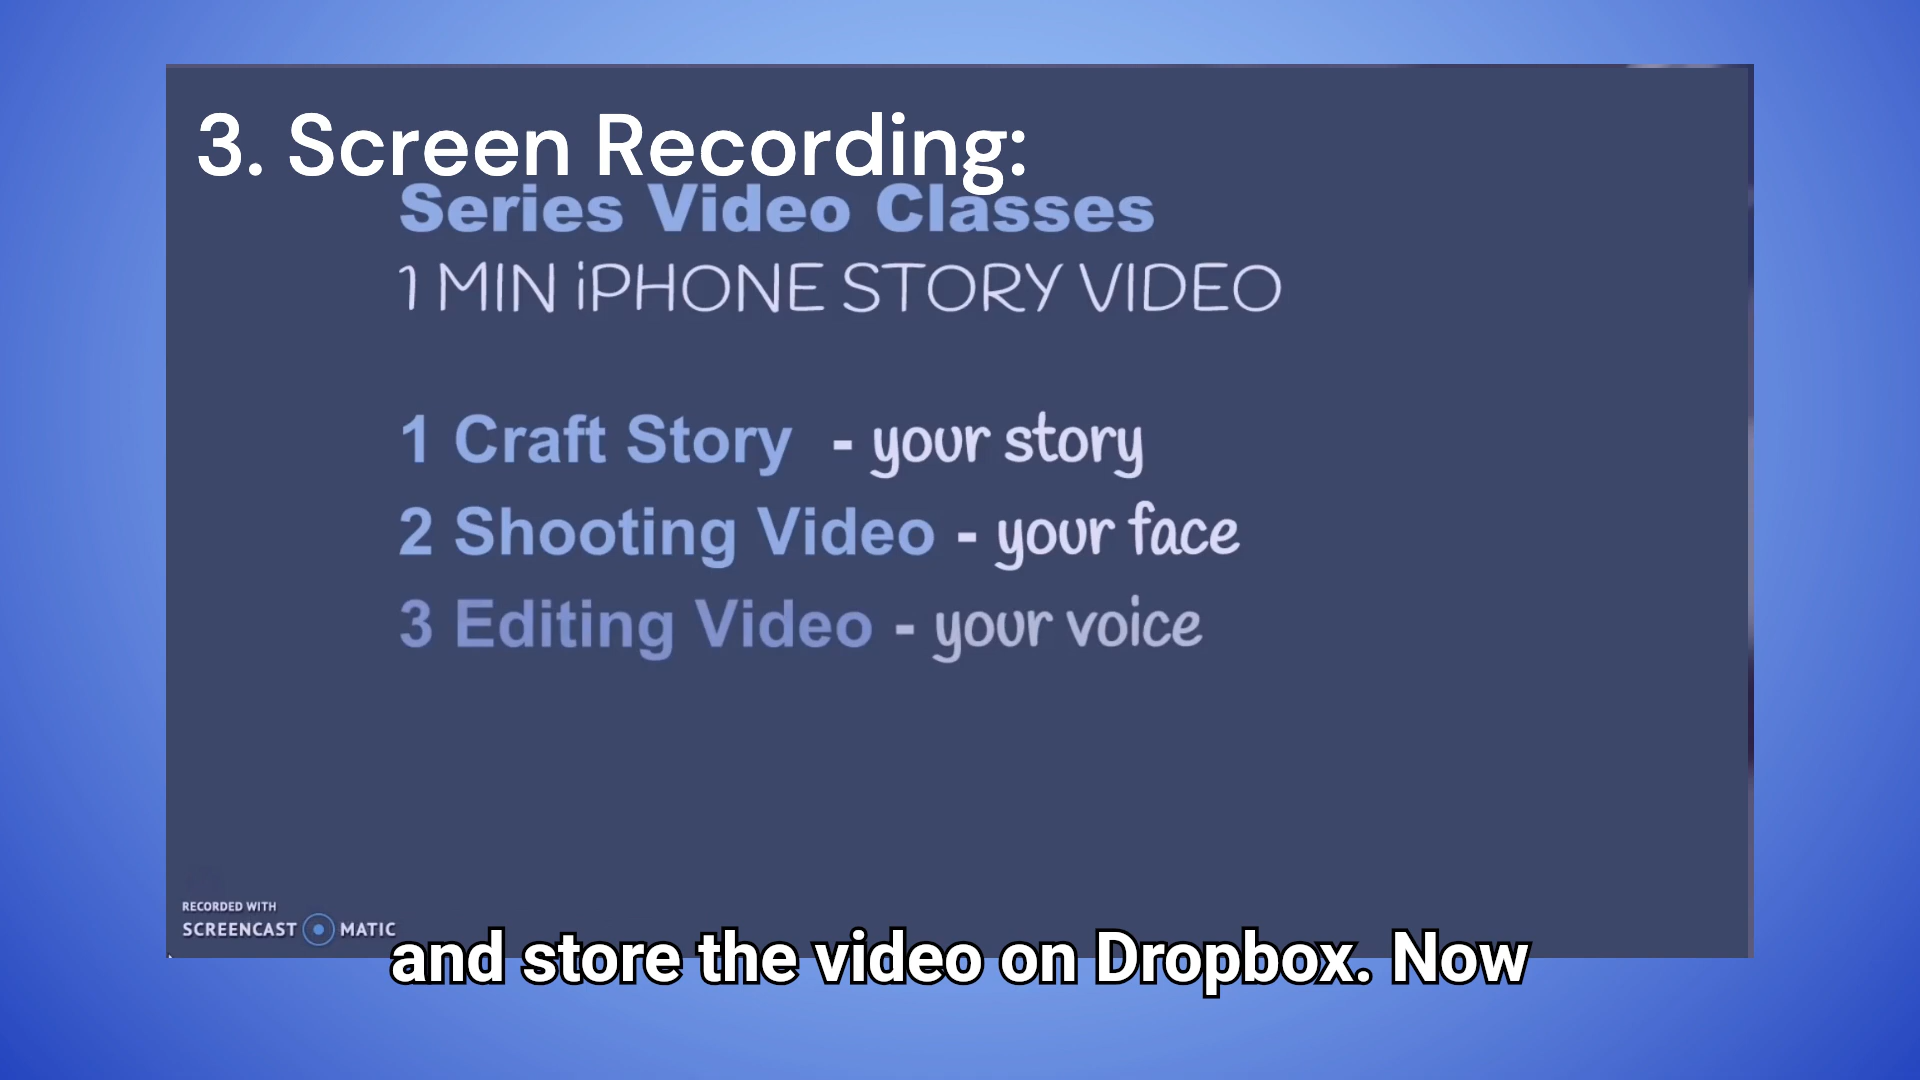 3. Screen Recording:
Series Video Classes
1 MIN iPHONE STORY VIDEO
1 Craft Story - your story
2 Shooting Video - your face
3 Editing Video - your voice
RECORDED WITH
SCREENCAST MATIC
and store the video on Dropbox. Now